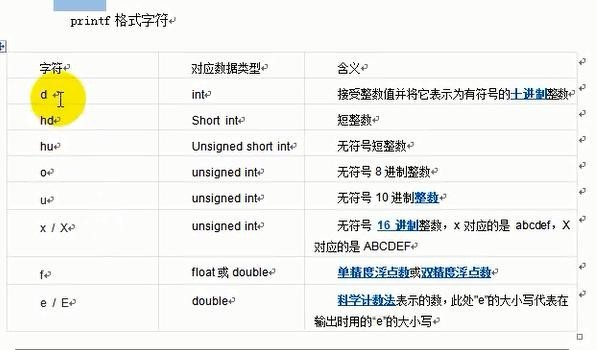 printf 格式字符
字符 对应数据类型 含义
d int 接受整数值并将它表示为有符号的十进制整数
hd Short int 短整数
hu Unsigned short int 无符号短整数
o unsigned int 无符号 8 进制整数
u unsigned int 无符号 10 进制整数
x / X unsigned int 无符号 16 进制整数，x 对应的是 abcdef，X
对应的是 ABCDEF
f float 或 double 单精度浮点数或双精度浮点数
e / E double 科学计数法表示的数，此处"e"的大小写代表在
输出时用的"e"的大小写